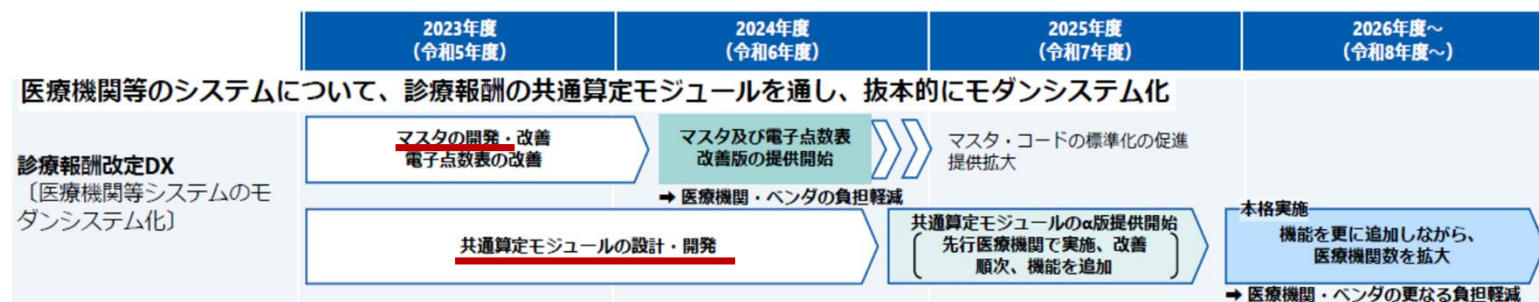 2023年度
(令和5年度)
2024年度
(令和6年度)
2025年度
(令和7年度)
2026年度~
(令和8年度~)
医療機関等のシステムについて、診療報酬の共通算定モジュールを通し、抜本的にモダンシステム化
診療報酬改定DX
〔医療機関等システムのモ
ダンシステム化〕
マスタの開発・改善
電子点数表の改善
マスタ及び電子点数表
改善版の提供開始
マスタ・コードの標準化の促進
提供拡大
➡ 医療機関・ベンダの負担軽減
共通算定モジュールの設計・開発
共通算定モジュールのα版提供開始
先行医療機関で実施、改善
順次、機能を追加
本格実施
機能を更に追加しながら、
医療機関数を拡大
➡ 医療機関・ベンダの更なる負担軽減